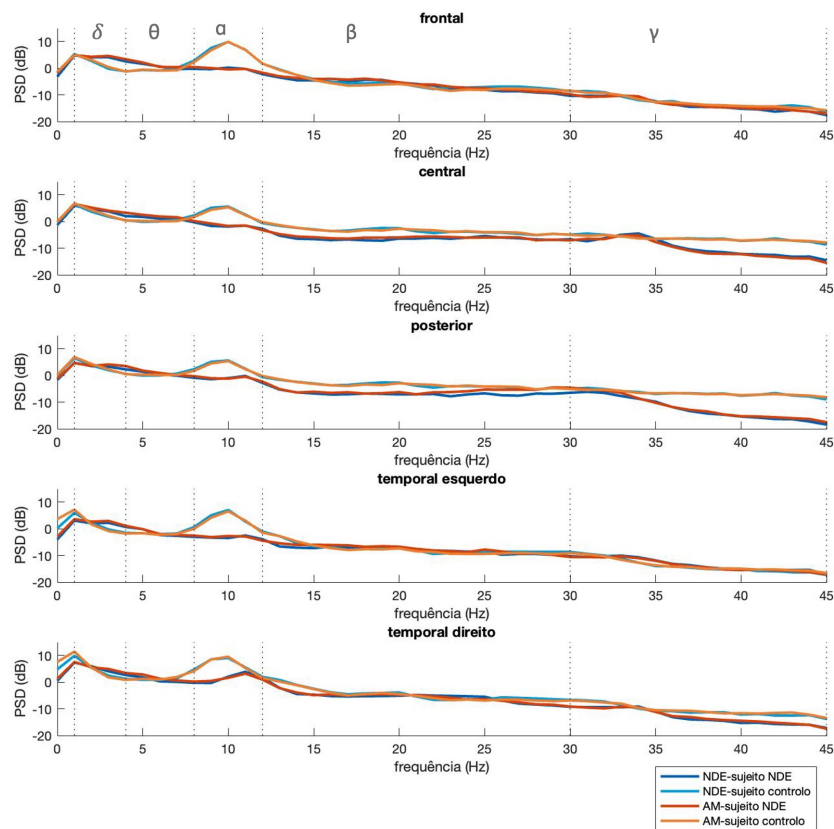 frontal
δ θ α β γ
PSD (dB)
10
0
-10
-20
0 5 10 15 20 25 30 35 40 45
frequência (Hz)
central
PSD (dB)
10
0
-10
-20
0 5 10 15 20 25 30 35 40 45
frequência (Hz)
posterior
PSD (dB)
10
0
-10
-20
0 5 10 15 20 25 30 35 40 45
frequência (Hz)
temporal esquerdo
PSD (dB)
10
0
-10
-20
0 5 10 15 20 25 30 35 40 45
frequência (Hz)
temporal direito
PSD (dB)
10
0
-10
-20
0 5 10 15 20 25 30 35 40 45
frequência (Hz)
NDE-sujeito NDE
NDE-sujeito controlo
AM-sujeito NDE
AM-sujeito controlo